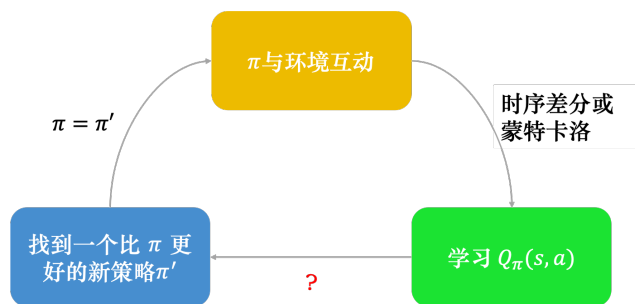 π与环境互动
时序差分或
蒙特卡洛
π = π′
找到一个比 π 更
好的新策略π′
学习 Qπ(s, a)
?